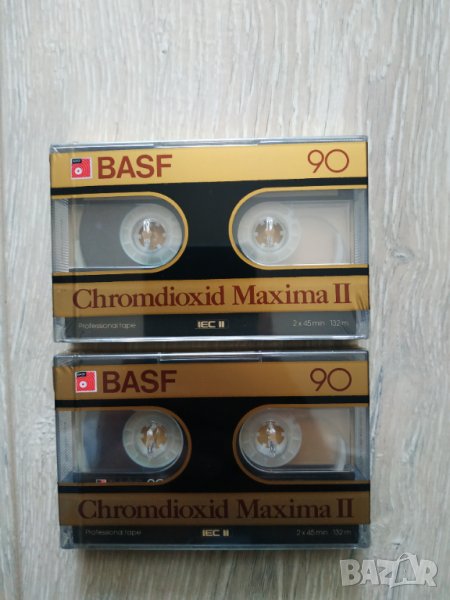 BASF 90
Chromdioxid Maxima II
Professional tape IEC II 2 x 45 min 132 m
BASF 90
Chromdioxid Maxima II
Professional tape IEC II 2 x 45 min 132 m
BAZAR